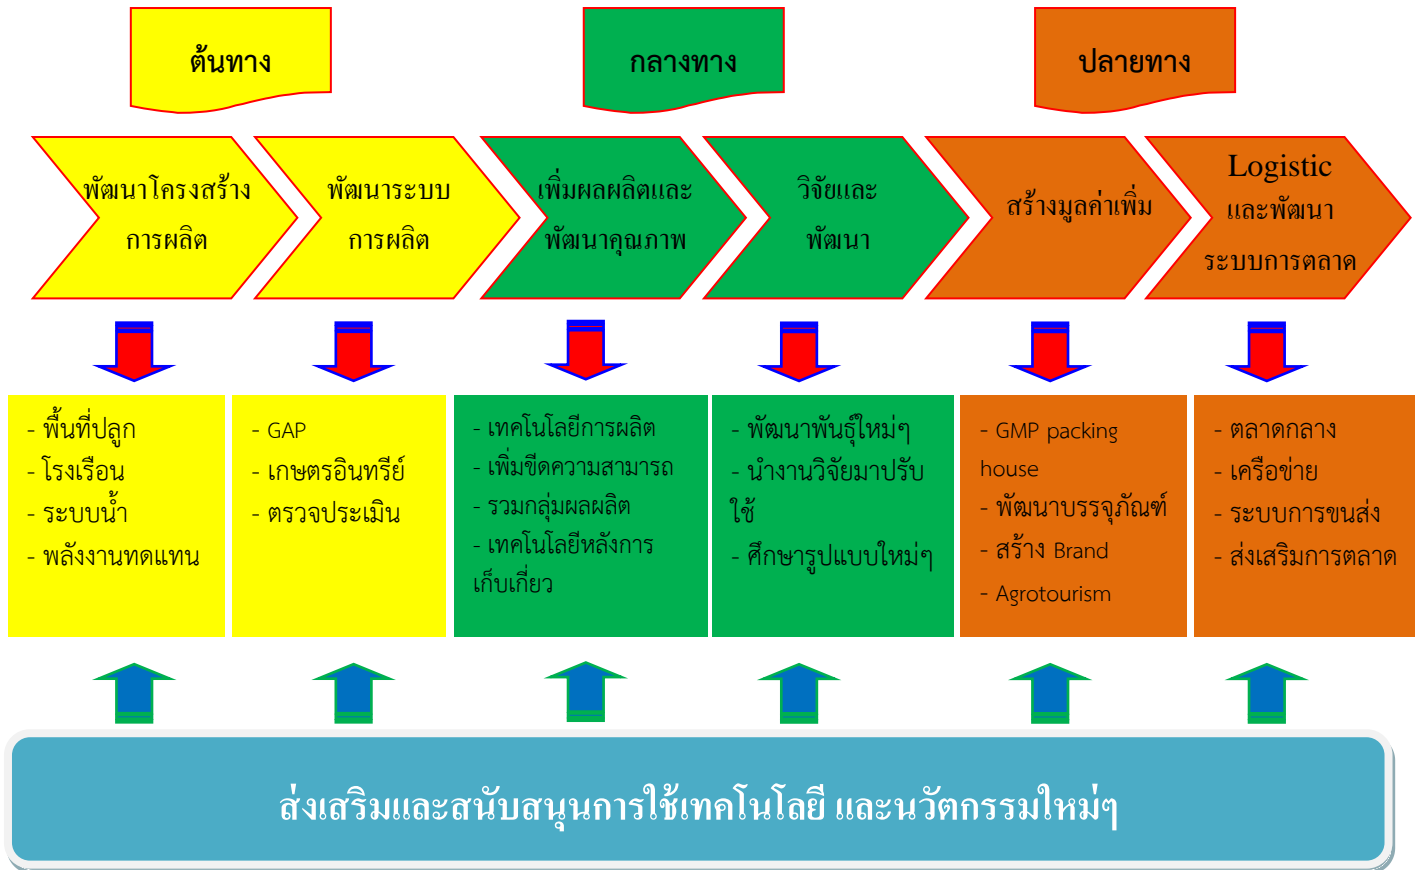 ต้นทาง
กลางทาง
ปลายทาง
พัฒนาโครงสร้าง
การผลิต
พัฒนาระบบ
การผลิต
เพิ่มผลผลิตและ
พัฒนาคุณภาพ
วิจัยและ
พัฒนา
สร้างมูลค่าเพิ่ม
Logistic
และพัฒนา
ระบบการตลาด
- พื้นที่ปลูก
- โรงเรือน
- ระบบน้ำ
- พลังงานทดแทน
- GAP
- เกษตรอินทรีย์
- ตรวจประเมิน
- เทคโนโลยีการผลิต
- เพิ่มขีดความสามารถ
- รวมกลุ่มผลผลิต
- เทคโนโลยีหลังการ
เก็บเกี่ยว
- พัฒนาพันธุ์ใหม่ๆ
- นำงานวิจัยมาปรับ
ใช้
- ศึกษารูปแบบใหม่ๆ
- GMP packing
house
- พัฒนาบรรจุภัณฑ์
- สร้าง Brand
- Agrotourism
- ตลาดกลาง
- เครือข่าย
- ระบบการขนส่ง
- ส่งเสริมการตลาด
ส่งเสริมและสนับสนุนการใช้เทคโนโลยี และนวัตกรรมใหม่ๆ